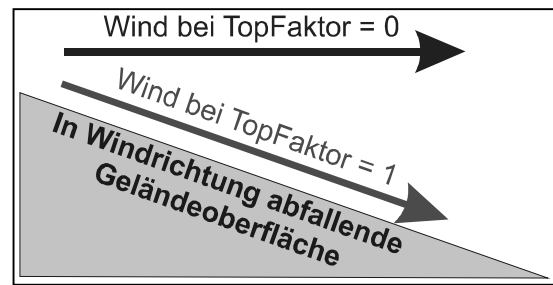 Wind bei TopFaktor = 0
Wind bei TopFaktor = 1
In Windrichtung abfallende
Geländeoberfläche